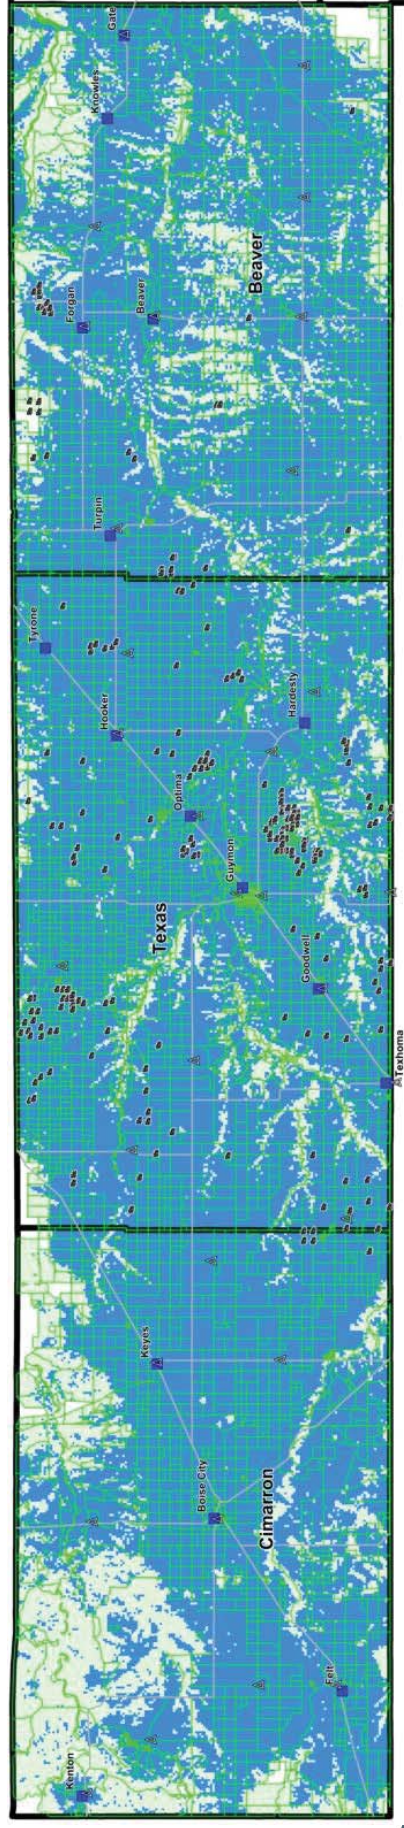 Gate
Knowles
Forgan
Beaver
Beaver
Turpin
Tyrone
Hooker
Hardesty
Optima
Guymon
Texas
Goodwell
Texhoma
Keyes
Boise City
Cimarron
Felt
Kenton